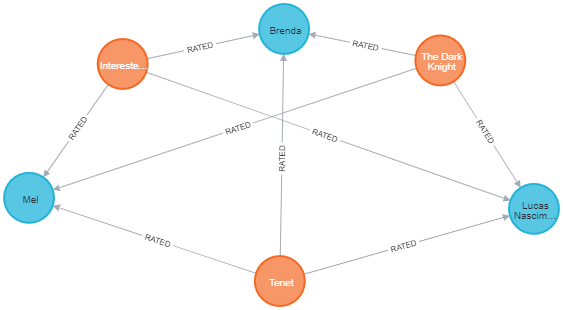 Brenda
RATED
RATED
Intereste...
The Dark
Knight
RATED
RATED
RATED
RATED
RATED
Mel
Lucas
Nascim...
RATED
RATED
Tenet